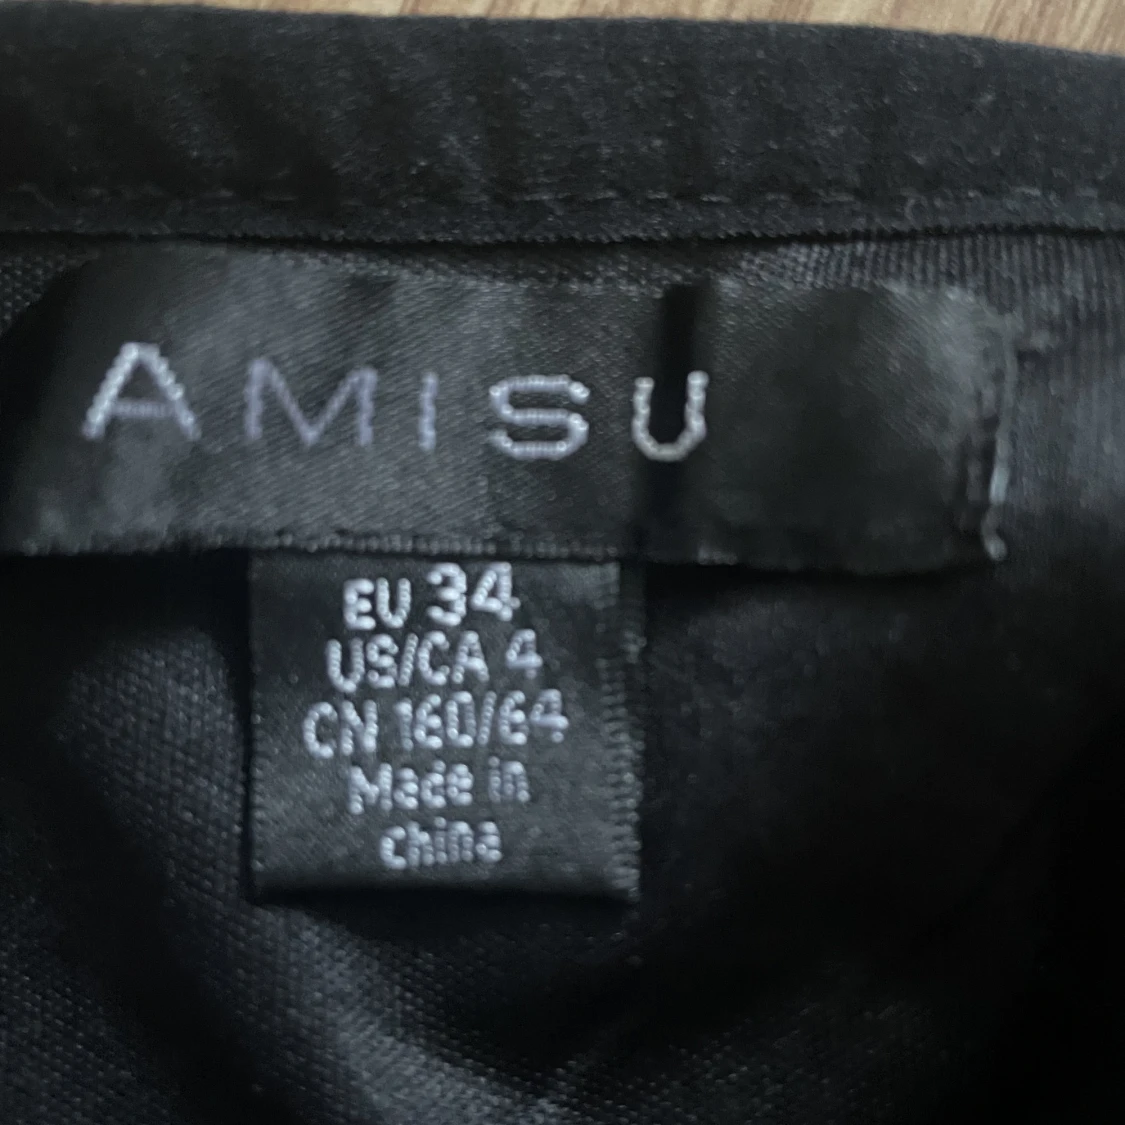 AMISU
EU 34
US/CA 4
CN 160/64
Made in
china